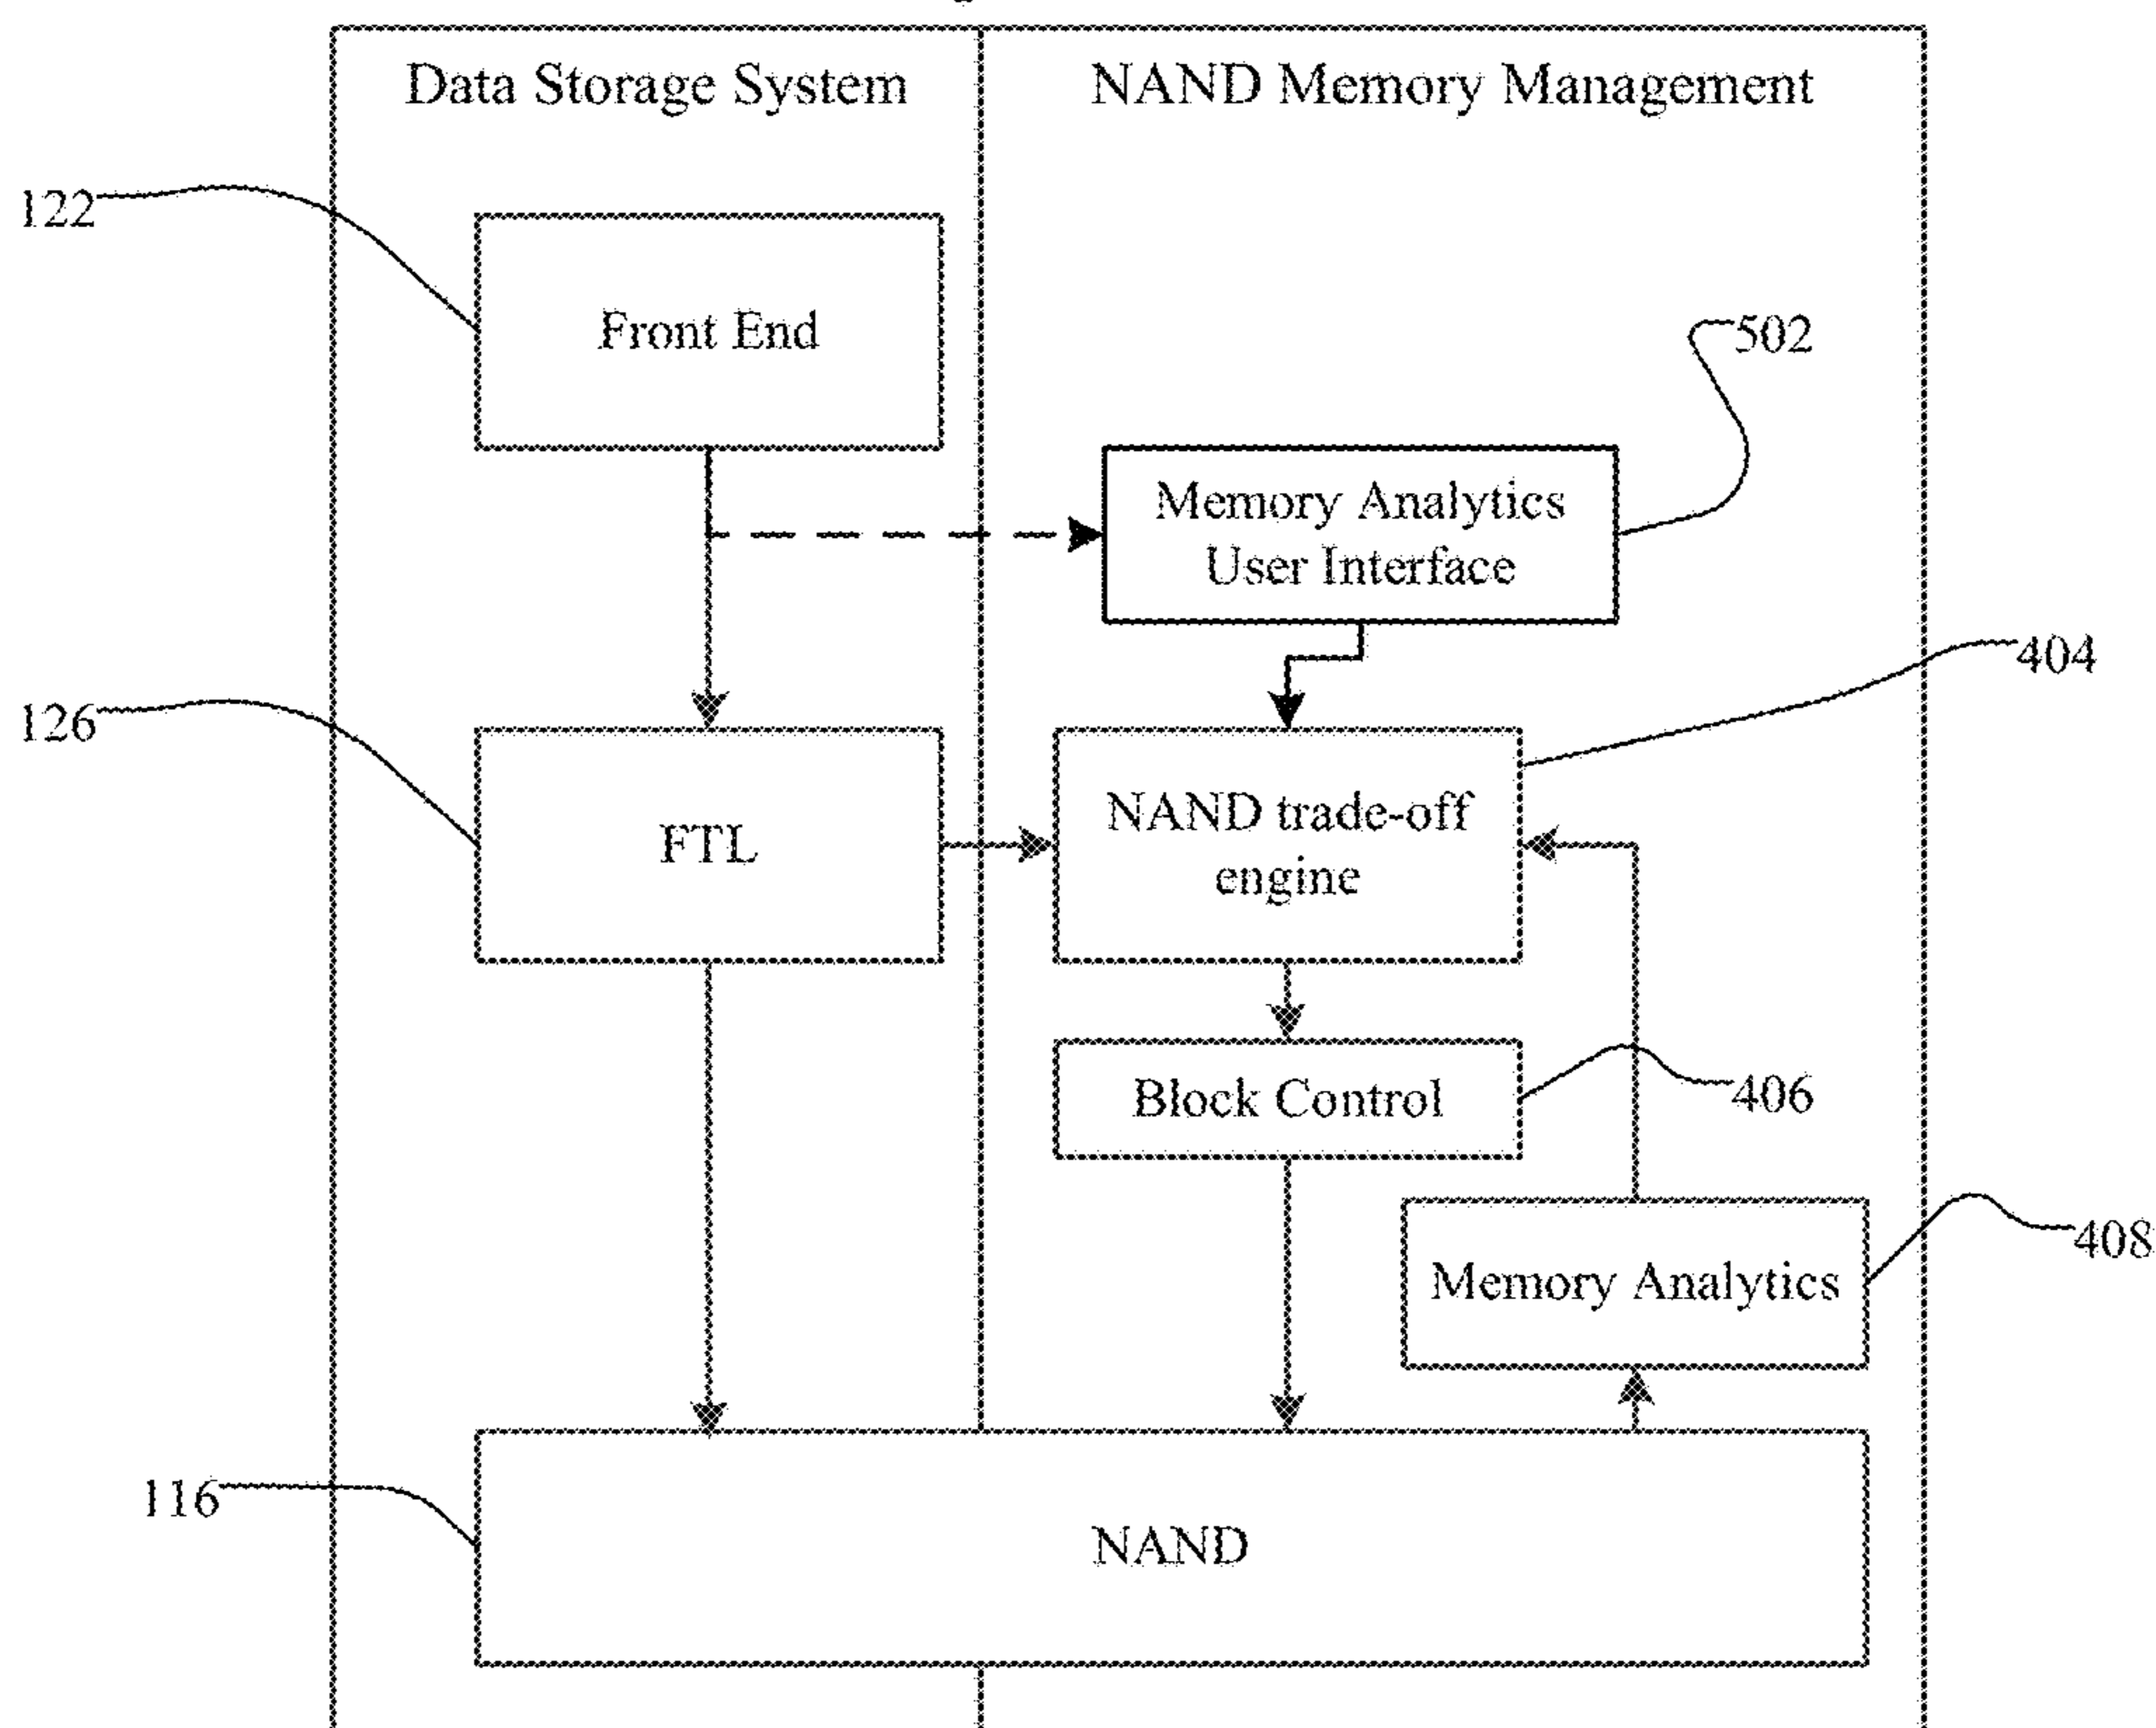 Data Storage System
NAND Memory Management
122
Front End
502
Memory Analytics
User Interface
404
126
FTL
NAND trade-off
engine
Block Control
406
Memory Analytics
408
116
NAND